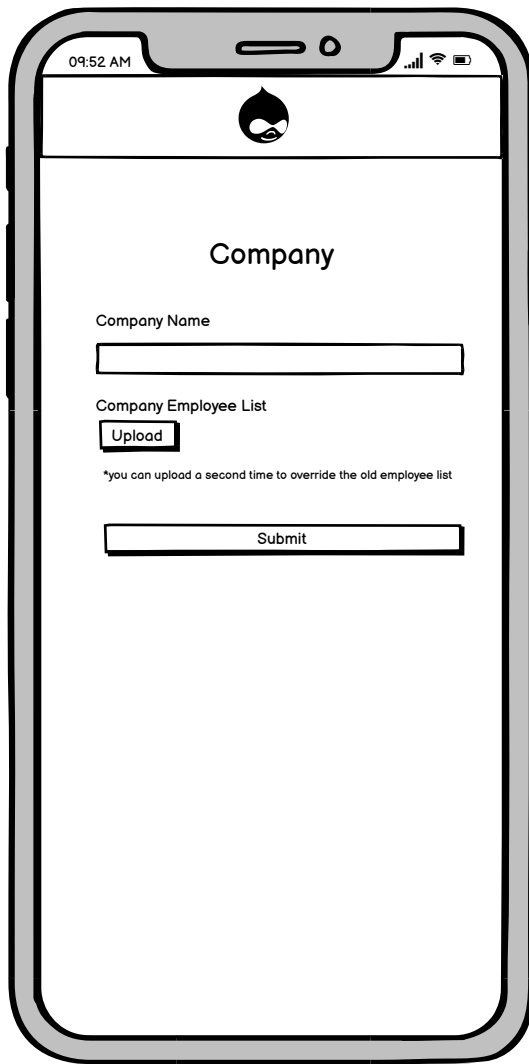 09:52 AM
Company
Company Name
Company Employee List
Upload
*you can upload a second time to override the old employee list
Submit